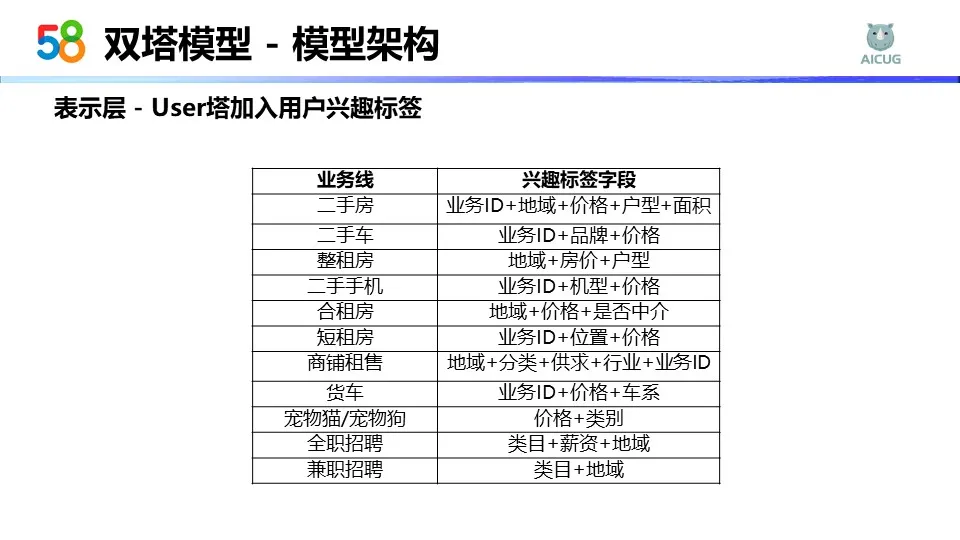 58 双塔模型 - 模型架构
AICUG
表示层 - User塔加入用户兴趣标签
业务线 兴趣标签字段
二手房 业务ID+地域+价格+户型+面积
二手车 业务ID+品牌+价格
整租房 地域+房价+户型
二手手机 业务ID+机型+价格
合租房 地域+价格+是否中介
短租房 业务ID+位置+价格
商铺租售 地域+分类+供求+行业+业务ID
货车 业务ID+价格+车系
宠物猫/宠物狗 价格+类别
全职招聘 类目+薪资+地域
兼职招聘 类目+地域